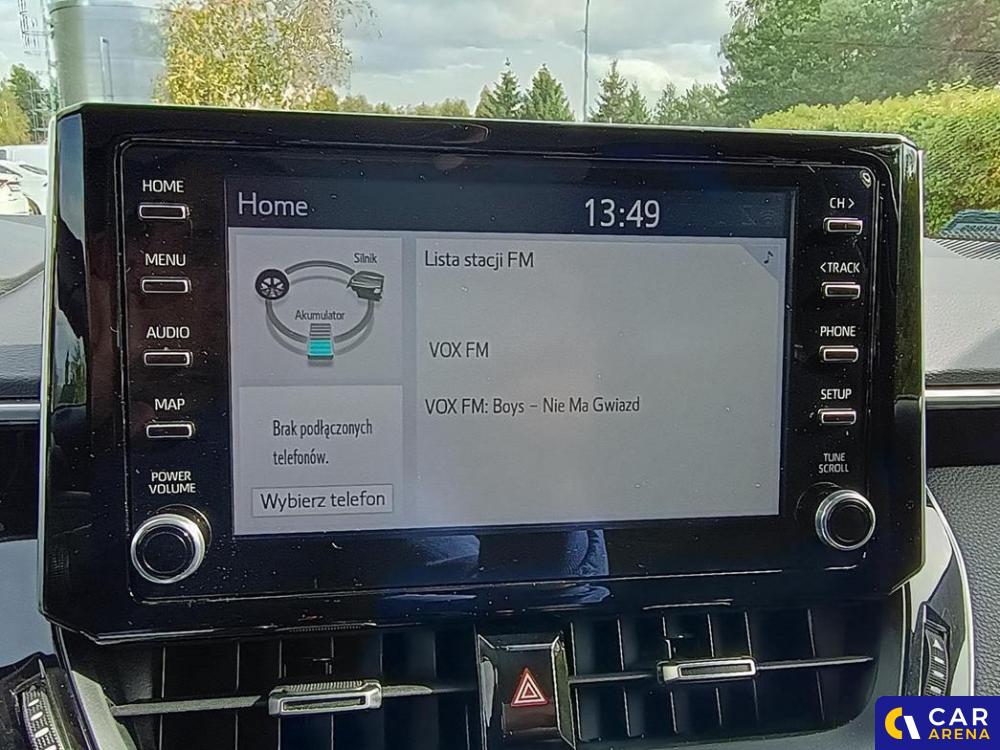 HOME
MENU
AUDIO
MAP
POWER
VOLUME
Home
13:49
Silnik
Akumulator
Brak podłączonych
telefonów.
Wybierz telefon
Lista stacji FM
VOX FM
VOX FM: Boys – Nie Ma Gwiazd
CH >
< TRACK
PHONE
SETUP
TUNE
SCROLL
CAR
ARENA